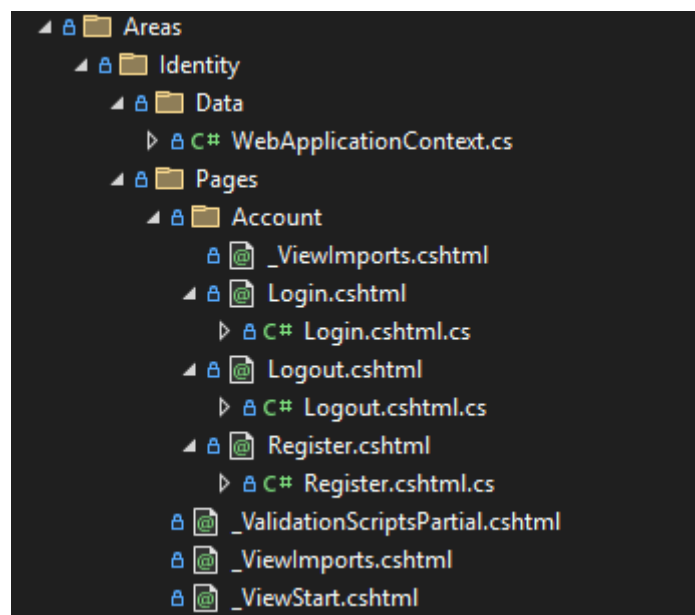 Areas
Identity
Data
C# WebApplicationContext.cs
Pages
Account
@ _ViewImports.cshtml
@ Login.cshtml
C# Login.cshtml.cs
@ Logout.cshtml
C# Logout.cshtml.cs
@ Register.cshtml
C# Register.cshtml.cs
@ _ValidationScriptsPartial.cshtml
@ _ViewImports.cshtml
@ _ViewStart.cshtml